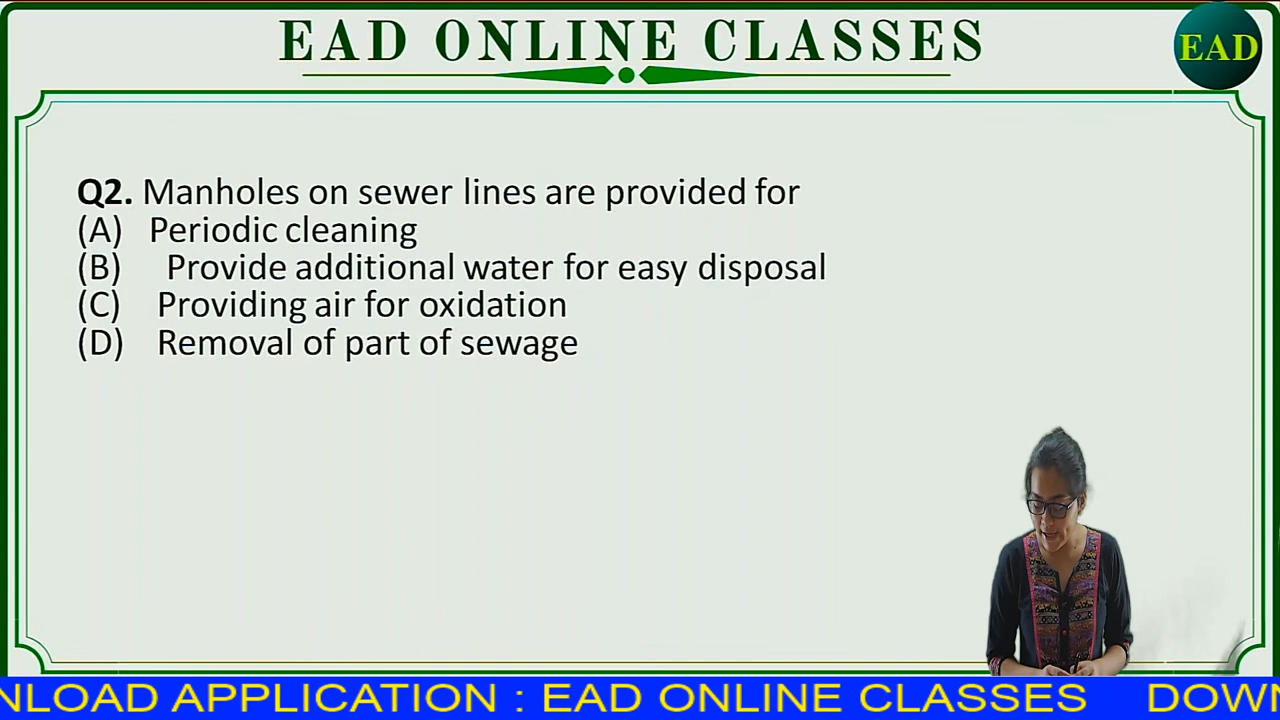 EAD ONLINE CLASSES
EAD
Q2. Manholes on sewer lines are provided for
(A) Periodic cleaning
(B) Provide additional water for easy disposal
(C) Providing air for oxidation
(D) Removal of part of sewage
NLOAD APPLICATION : EAD ONLINE CLASSES DOWN